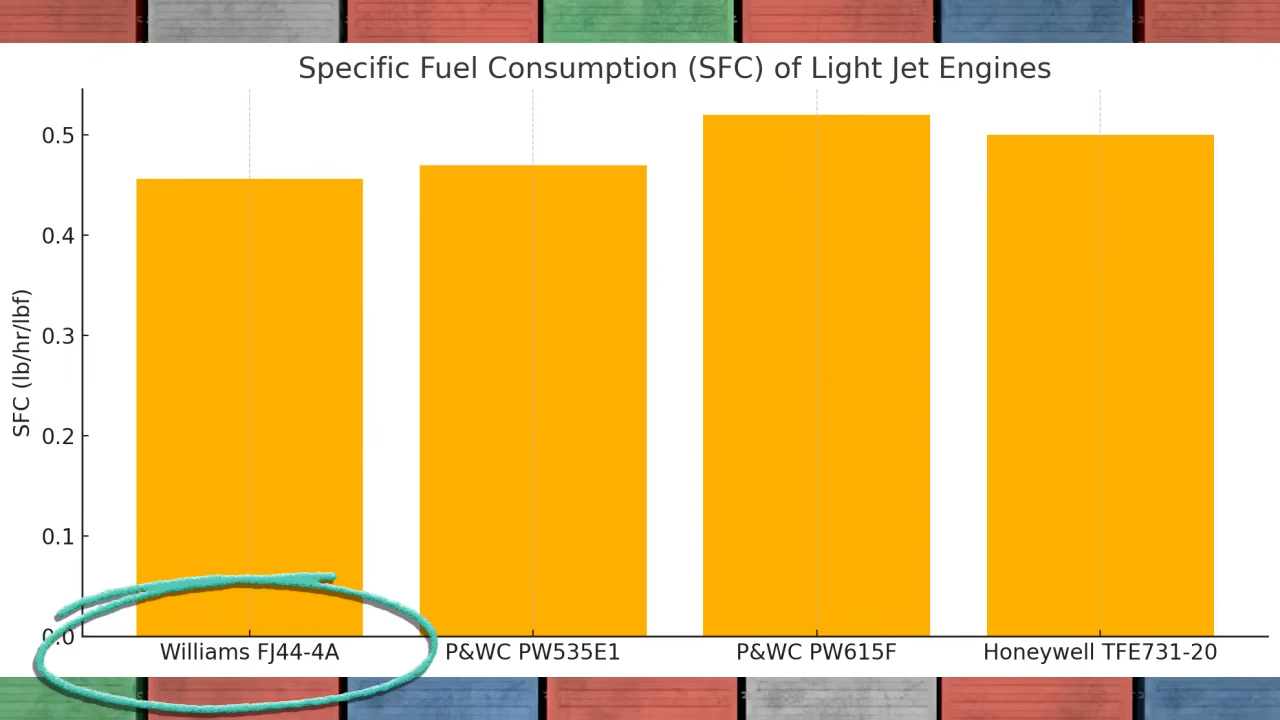 Specific Fuel Consumption (SFC) of Light Jet Engines
SFC (lb/hr/lbf)
0.5
0.4
0.3
0.2
0.1
0.0
Williams FJ44-4A
P&WC PW535E1
P&WC PW615F
Honeywell TFE731-20